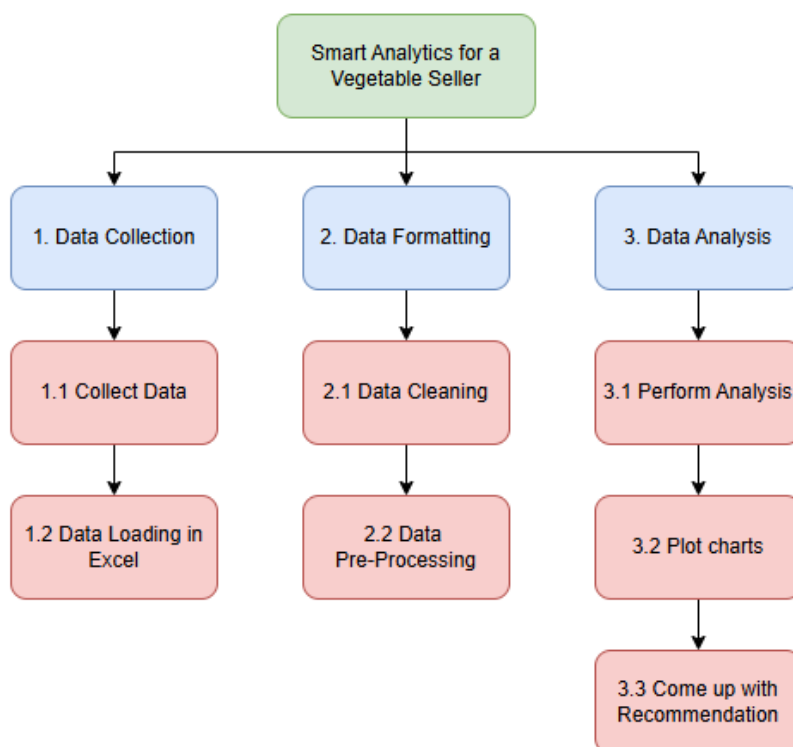 Smart Analytics for a
Vegetable Seller
1. Data Collection
2. Data Formatting
3. Data Analysis
1.1 Collect Data
2.1 Data Cleaning
3.1 Perform Analysis
1.2 Data Loading in
Excel
2.2 Data
Pre-Processing
3.2 Plot charts
3.3 Come up with
Recommendation